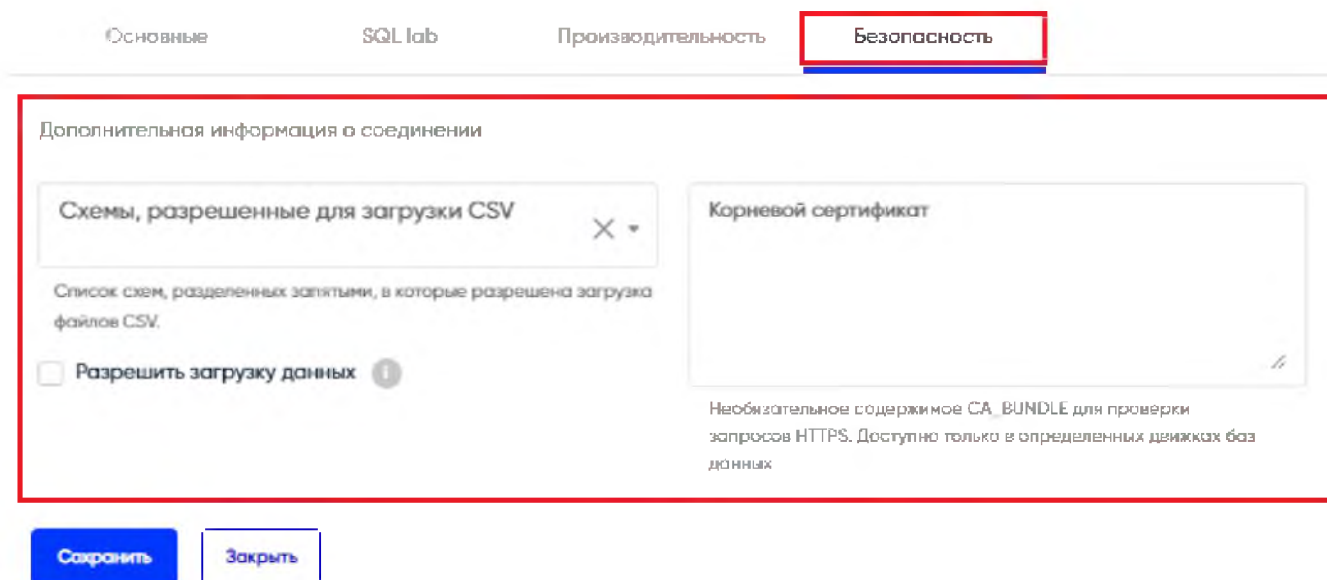 Основные SQL lab Производительность Безопасность
Дополнительная информация о соединении
Схемы, разрешенные для загрузки CSV
Корневой сертификат
Список схем, разделенных запятыми, в которые разрешена загрузка
файлов CSV.
Разрешить загрузку данных
Необязательное содержимое CA_BUNDLE для проверки
запросов HTTPS. Доступно только в определенных движках баз
данных
Сохранить Закрыть